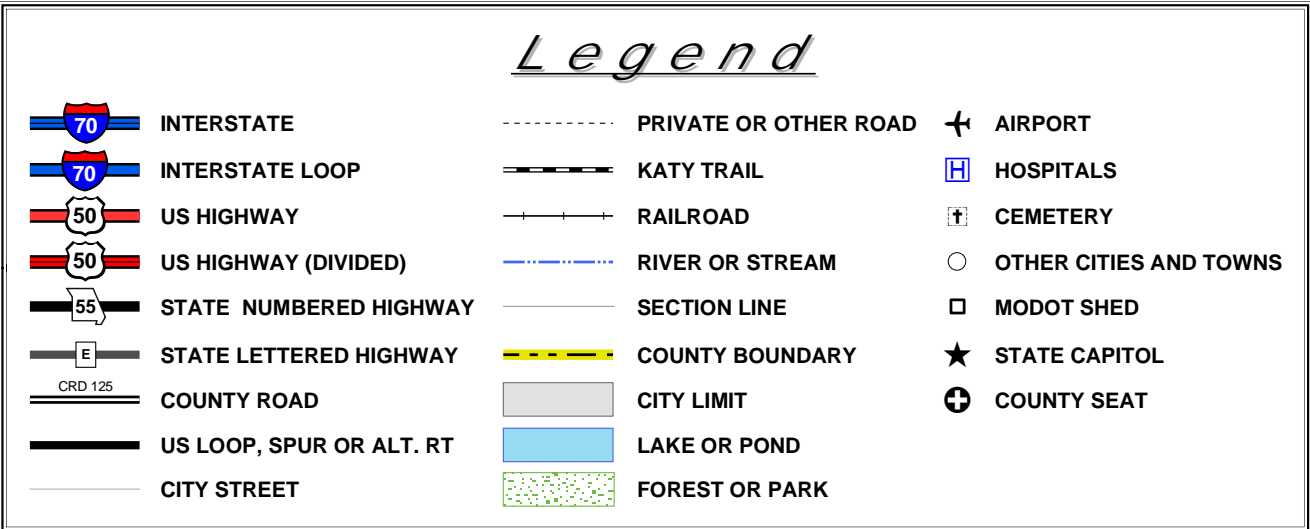 Legend
70 INTERSTATE
70 INTERSTATE LOOP
50 US HIGHWAY
50 US HIGHWAY (DIVIDED)
55 STATE NUMBERED HIGHWAY
E STATE LETTERED HIGHWAY
CRD 125
COUNTY ROAD
US LOOP, SPUR OR ALT. RT
CITY STREET
PRIVATE OR OTHER ROAD
KATY TRAIL
RAILROAD
RIVER OR STREAM
SECTION LINE
COUNTY BOUNDARY
CITY LIMIT
LAKE OR POND
FOREST OR PARK
AIRPORT
H HOSPITALS
CEMETERY
OTHER CITIES AND TOWNS
MODOT SHED
STATE CAPITOL
COUNTY SEAT